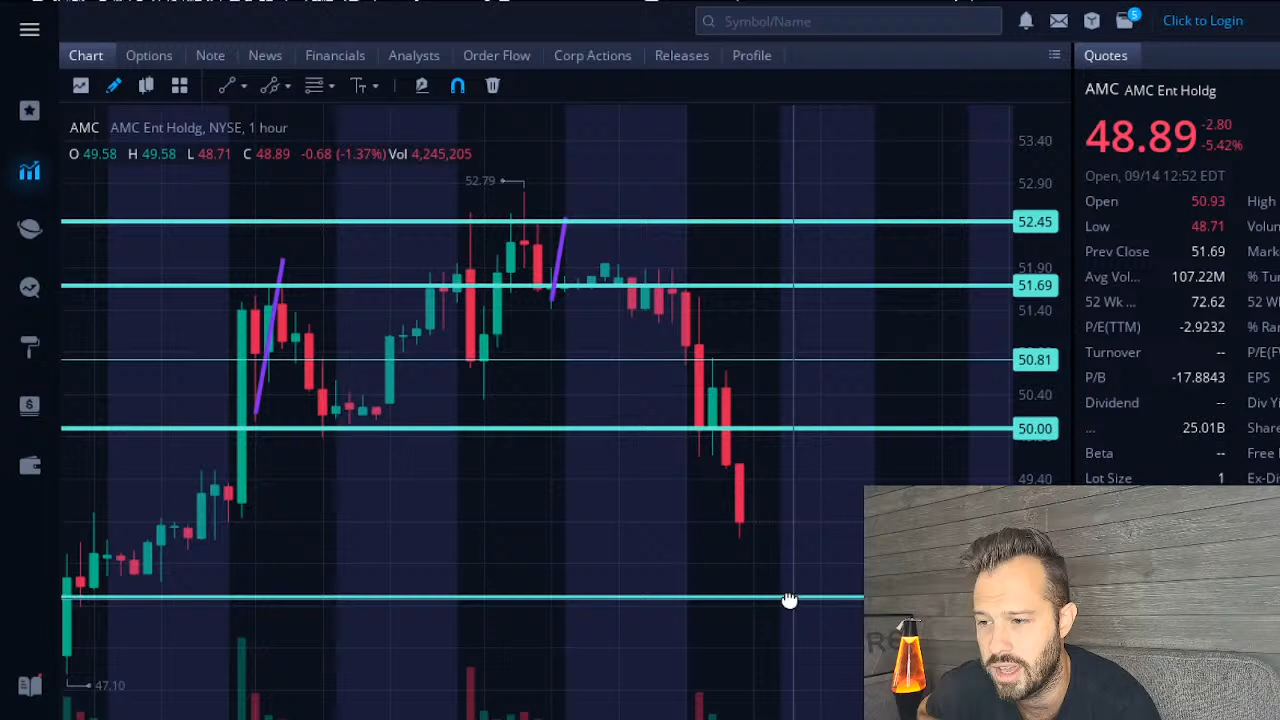 Symbol/Name
5
Click to Login
Chart Options Note News Financials Analysts Order Flow Corp Actions Releases Profile
Quotes
AMC AMC Ent Holdg
AMC AMC Ent Holdg, NYSE, 1 hour
O 49.58 H 49.58 L 48.71 C 48.89 -0.68 (-1.37%) Vol 4,245,205
48.89 -2.80
-5.42%
Open, 09/14 12:52 EDT
Open 50.93 High
Low 48.71 Volu
Prev Close 51.69 Mark
Avg Vol... 107.22M % Ra
52 Wk ... 72.62 52 W
P/E(TTM) -2.9232
Turnover -- P/E(F
P/B -17.8843 EPS
Dividend -- Div Yi
... 25.01B Share
Beta -- Free
Lot Size 1 Ex-Di
53.40
52.90
52.45
51.90
51.69
51.40
50.81
50.40
50.00
49.40
52.79
47.10